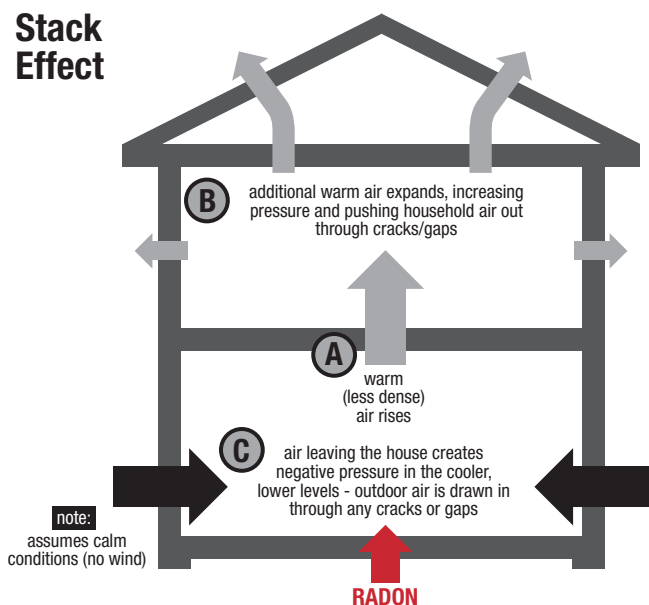 Stack
Effect
B
additional warm air expands, increasing
pressure and pushing household air out
through cracks/gaps
A
warm
(less dense)
air rises
C
air leaving the house creates
negative pressure in the cooler,
lower levels - outdoor air is drawn in
through any cracks or gaps
note:
assumes calm
conditions (no wind)
RADON